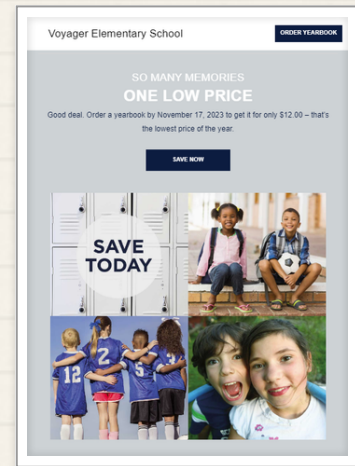 Voyager Elementary School
ORDER YEARBOOK
SO MANY MEMORIES
ONE LOW PRICE
Good deal. Order a yearbook by November 17, 2023 to get it for only $12.00 – that's
the lowest price of the year.
SAVE NOW
SAVE
TODAY
12
2
5
3